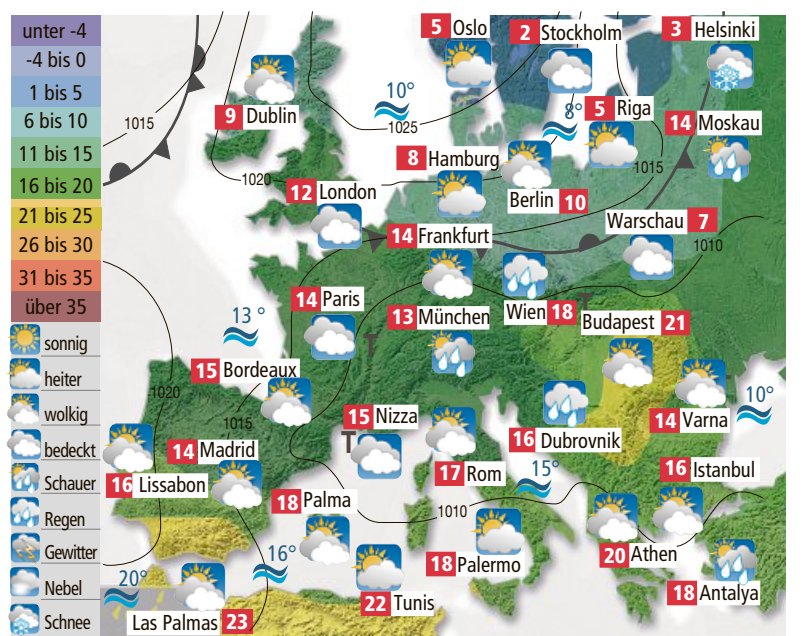 unter -4
-4 bis 0
1 bis 5
6 bis 10
11 bis 15
16 bis 20
21 bis 25
26 bis 30
31 bis 35
über 35
sonnig
heiter
wolkig
bedeckt
Schauer
Regen
Gewitter
Nebel
Schnee
5 Oslo
2 Stockholm
3 Helsinki
10°
1015
9 Dublin
1025
8°
5 Riga
14 Moskau
8 Hamburg
1015
1020
12 London
Berlin 10
Warschau 7
14 Frankfurt
1010
14 Paris
13 °
13 München
Wien 18
T
Budapest 21
T
15 Bordeaux
1020
10°
1015
15 Nizza
14 Varna
14 Madrid
T
16 Dubrovnik
16 Lissabon
17 Rom
15°
16 Istanbul
18 Palma
1010
16°
20 Athen
18 Palermo
20°
22 Tunis
18 Antalya
Las Palmas 23